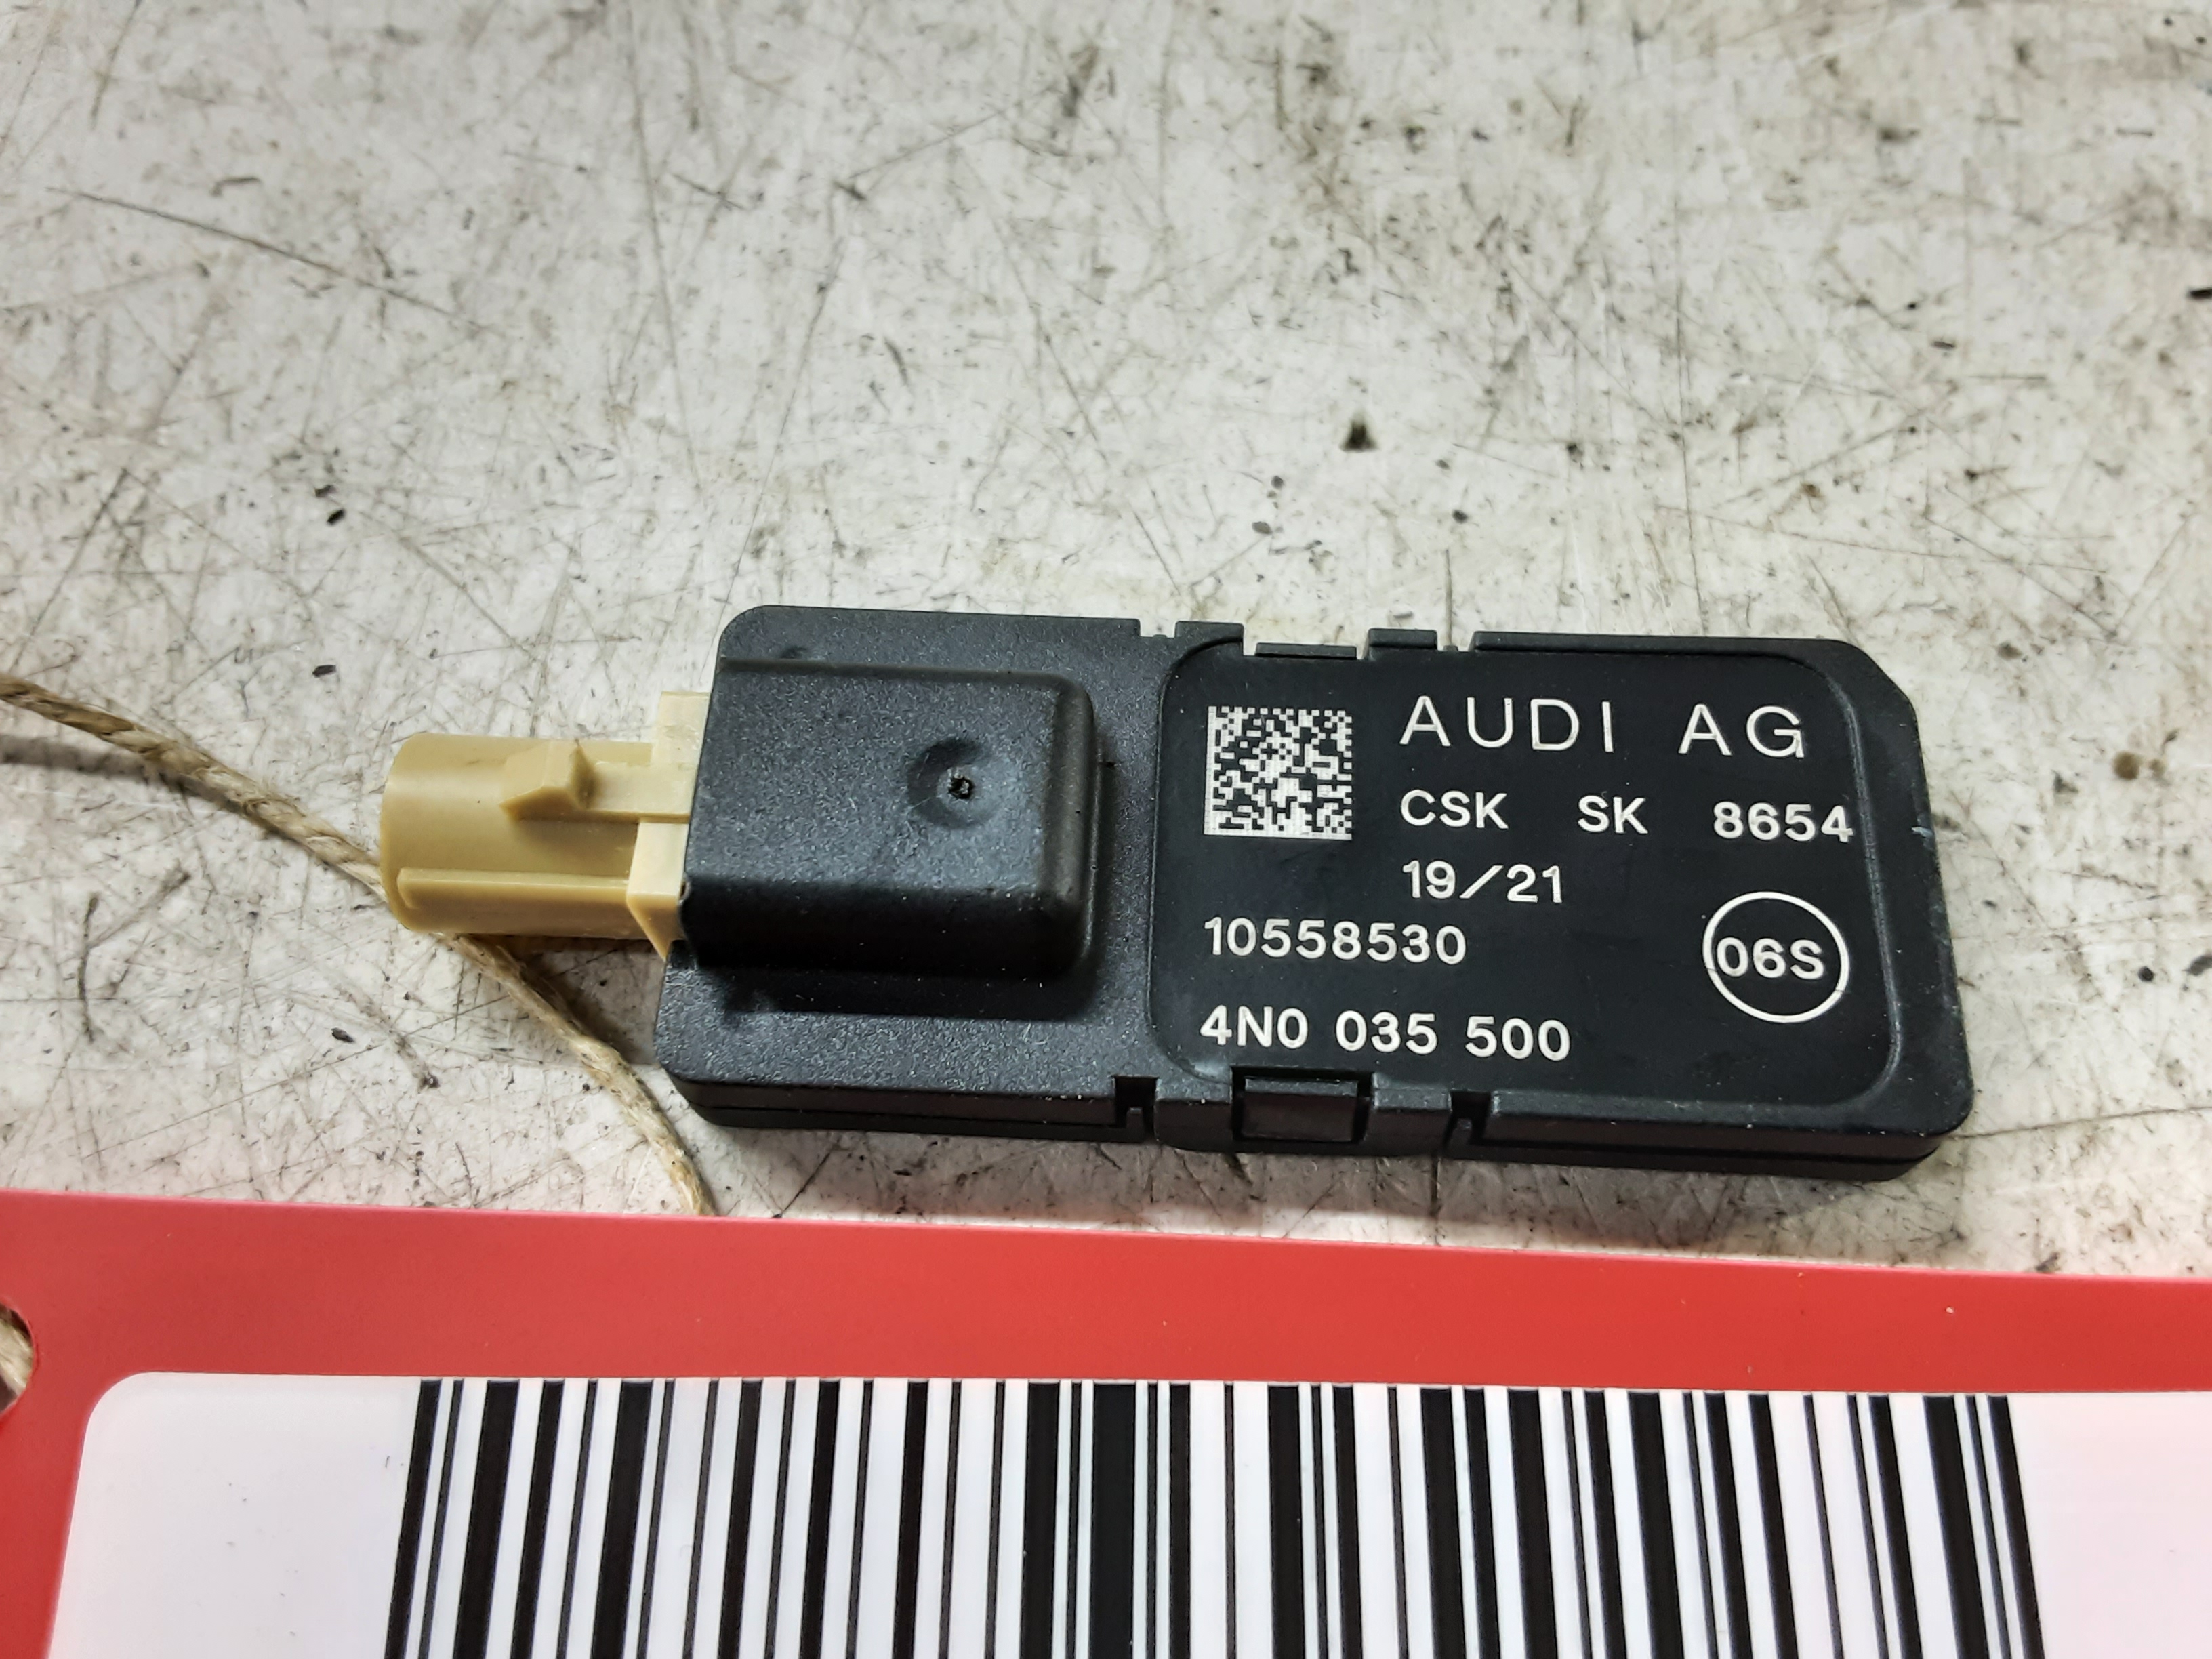 AUDI AG
CSK SK 8654
19/21
10558530
06S
4N0 035 500